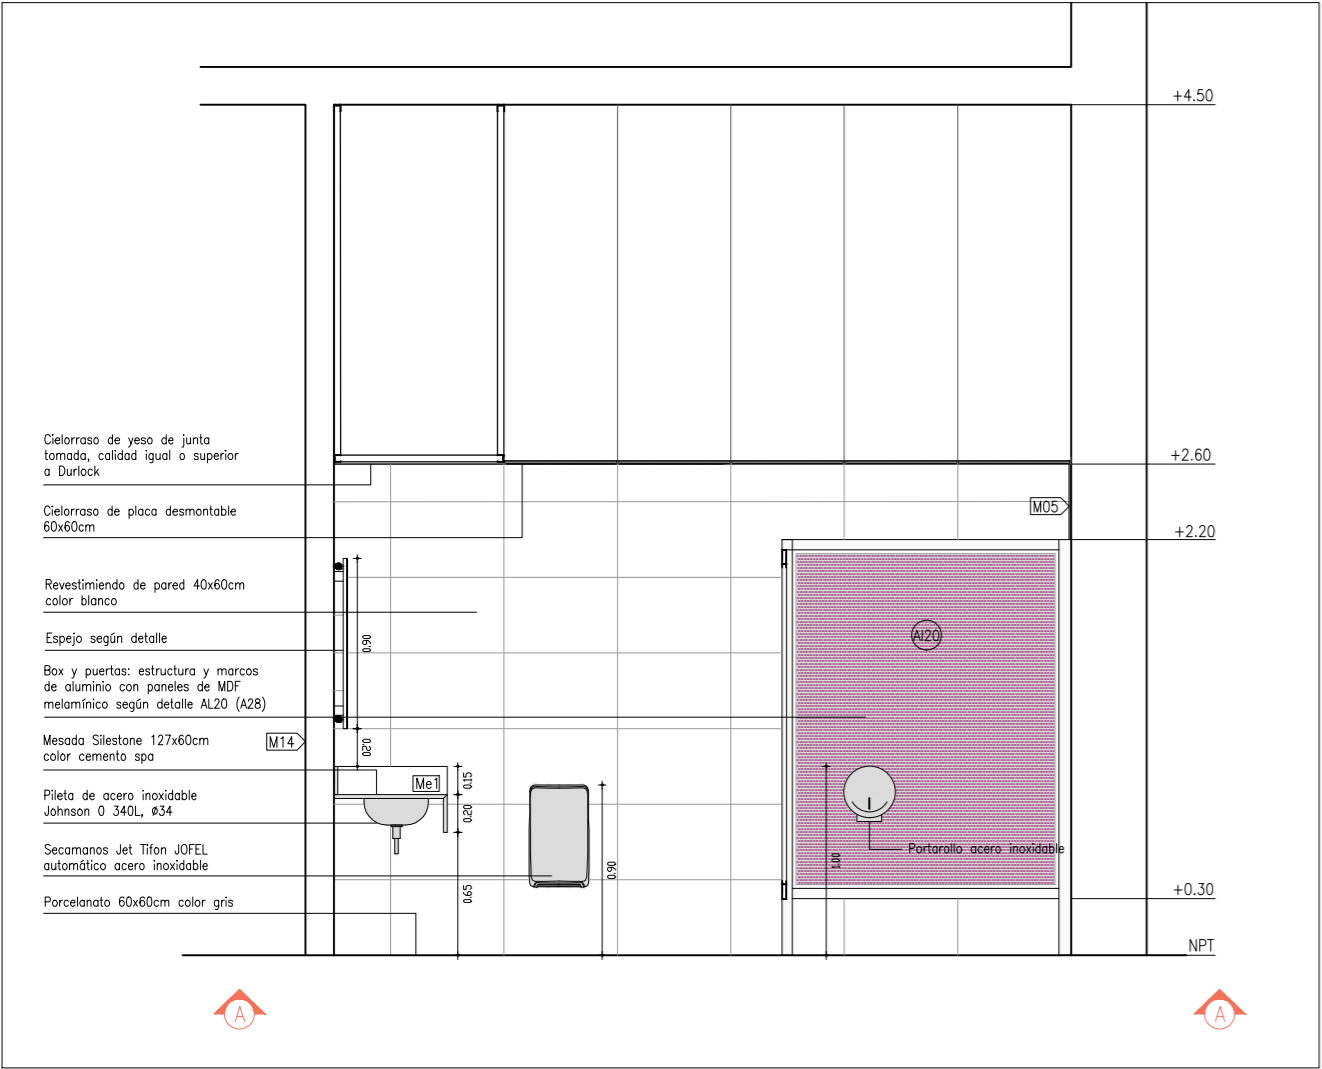 +4.50
Cielorraso de yeso de junta
tomada, calidad igual o superior
a Durlock
+2.60
Cielorraso de placa desmontable
60x60cm
M05
+2.20
Revestimiendo de pared 40x60cm
color blanco
Espejo según detalle
0.90
Al20
Box y puertas: estructura y marcos
de aluminio con paneles de MDF
melamínico según detalle AL20 (A28)
Mesada Silestone 127x60cm
color cemento spa
M14
0.20
Me1
0.15
Pileta de acero inoxidable
Johnson O 340L, ø34
0.20
Secamanos Jet Tifon JOFEL
automático acero inoxidable
Portarollo acero inoxidable
1.00
0.90
0.65
Porcelanato 60x60cm color gris
+0.30
NPT
A
A